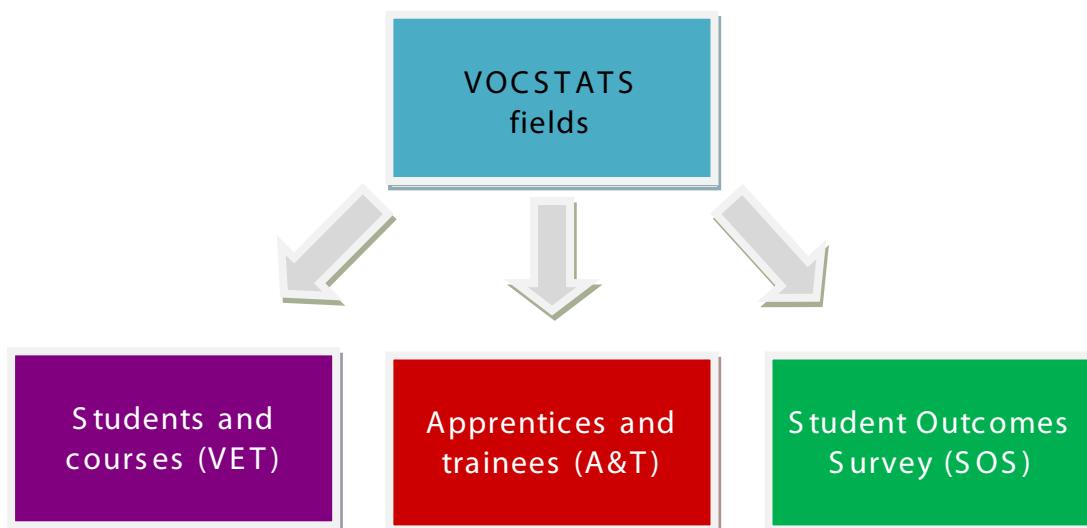 VOCSTATS
fields
Students and
courses (VET)
Apprentices and
trainees (A&T)
Student Outcomes
Survey (SOS)